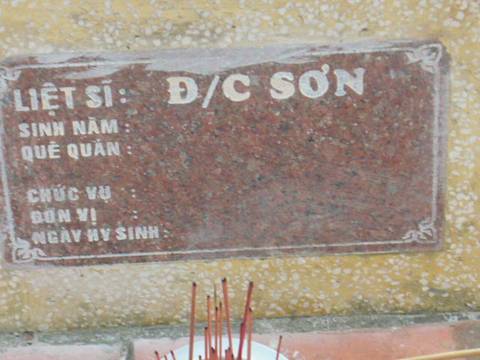 LIỆT SĨ: Đ/C SƠN
SINH NĂM :
QUÊ QUÁN :
CHỨC VỤ :
ĐƠN VỊ :
NGÀY HY SINH :